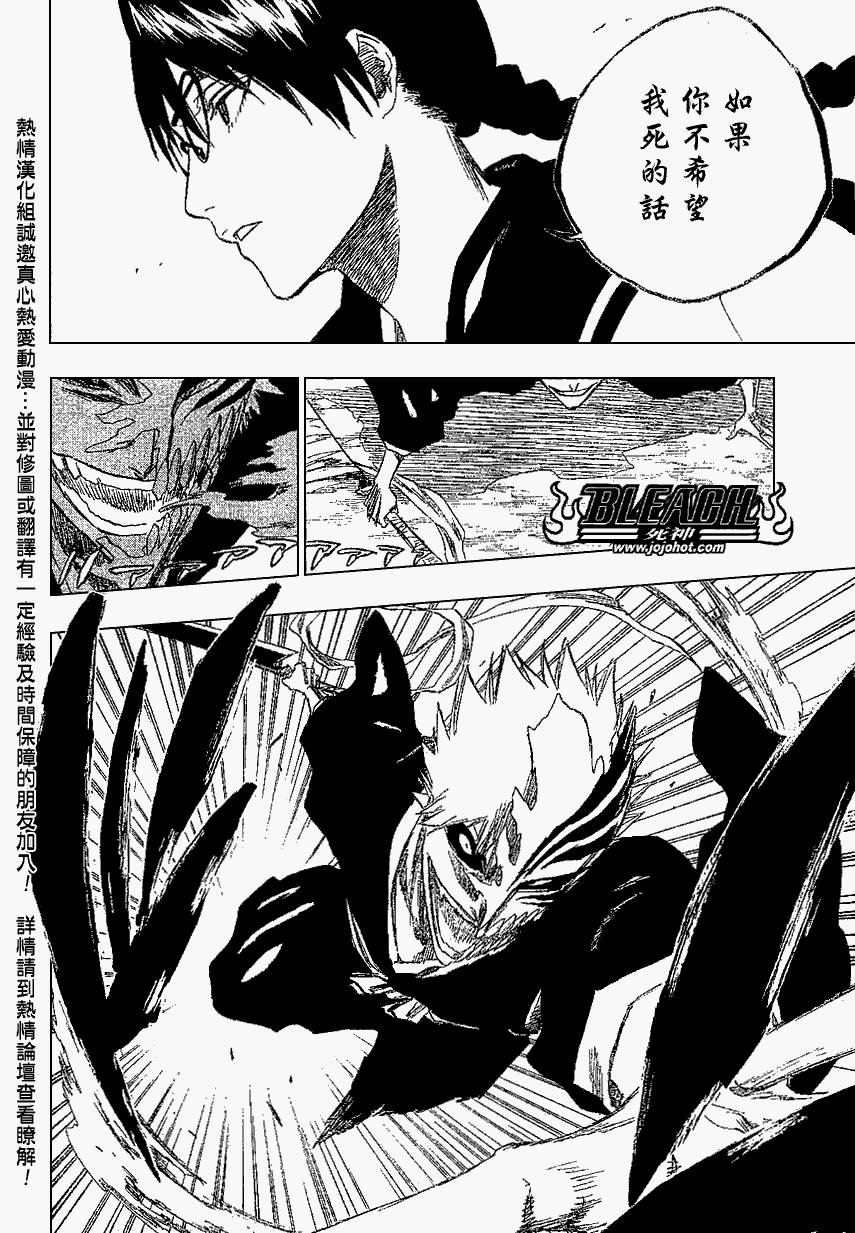 如果
你不希望
我死的話
BLEACH
死神
www.jojohot.com
熱情漢化組誠邀真心熱愛動漫…並對修圖或翻譯有一定經驗及時間保障的朋友加入！ 詳情請到熱情論壇查看瞭解！